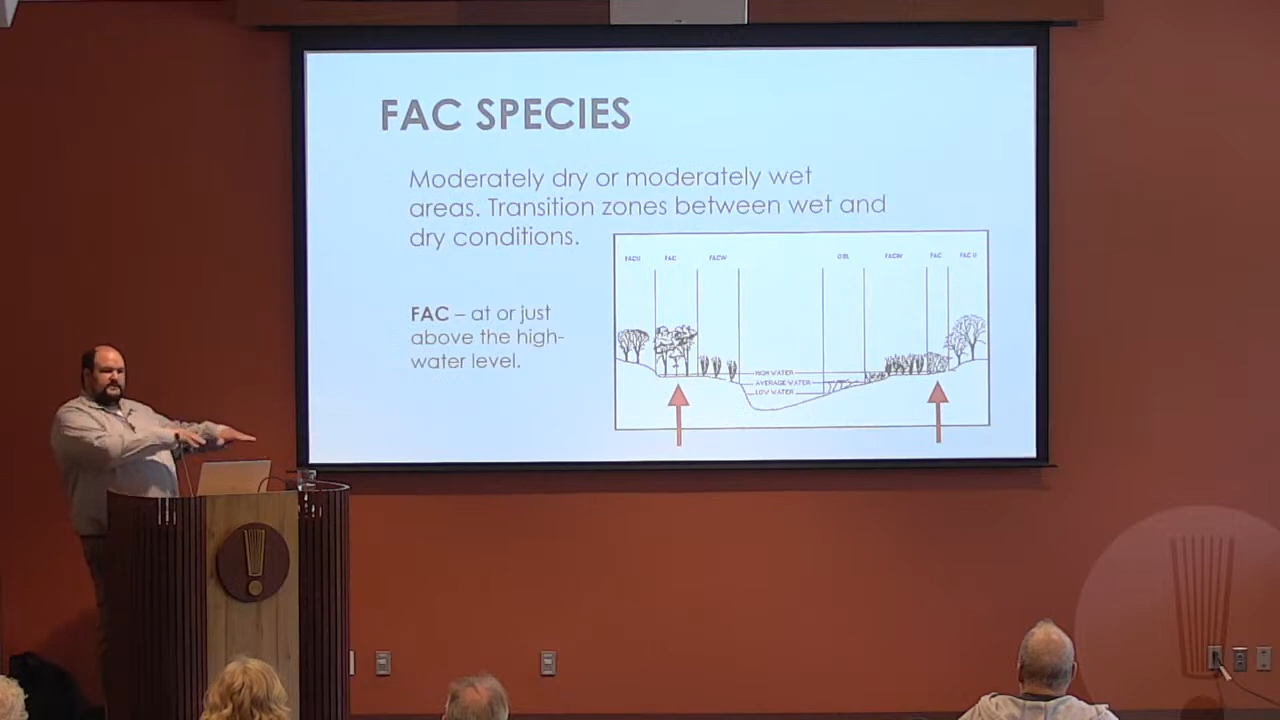 FAC SPECIES
Moderately dry or moderately wet
areas. Transition zones between wet and
dry conditions.
FAC – at or just
above the high-
water level.
FACU FAC FACW OBL FACW FAC FAC U
HIGH WATER
AVERAGE WATER
LOW WATER